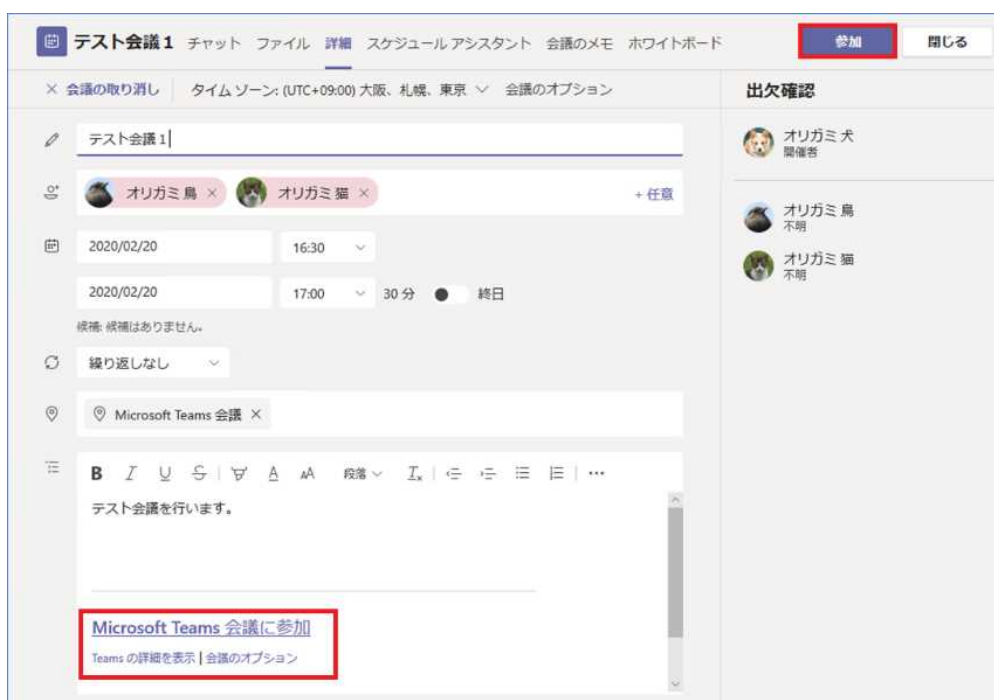 テスト会議1 チャット ファイル 詳細 スケジュール アシスタント 会議のメモ ホワイトボード 参加 閉じる
× 会議の取り消し タイム ゾーン: (UTC+09:00) 大阪、札幌、東京 会議のオプション
出欠確認
テスト会議1
オリガミ犬
開催者
オリガミ鳥 × オリガミ猫 × + 任意
オリガミ鳥
不明
2020/02/20 16:30
オリガミ猫
不明
2020/02/20 17:00 30 分 終日
候補: 候補はありません。
繰り返しなし
Microsoft Teams 会議 ×
B I U S A AA 段落 Tx ...
テスト会議を行います。
Microsoft Teams 会議に参加
Teams の詳細を表示 | 会議のオプション